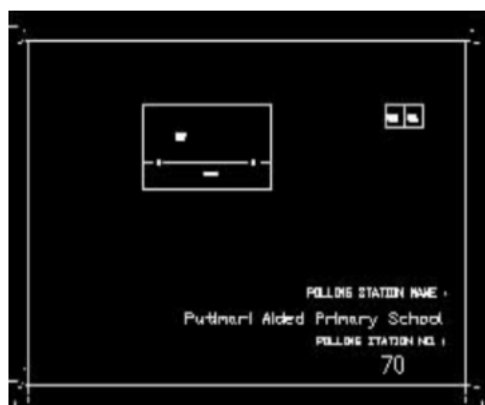 POLLING STATION NAME :
Putimari Aided Primary School
POLLING STATION NO. :
70